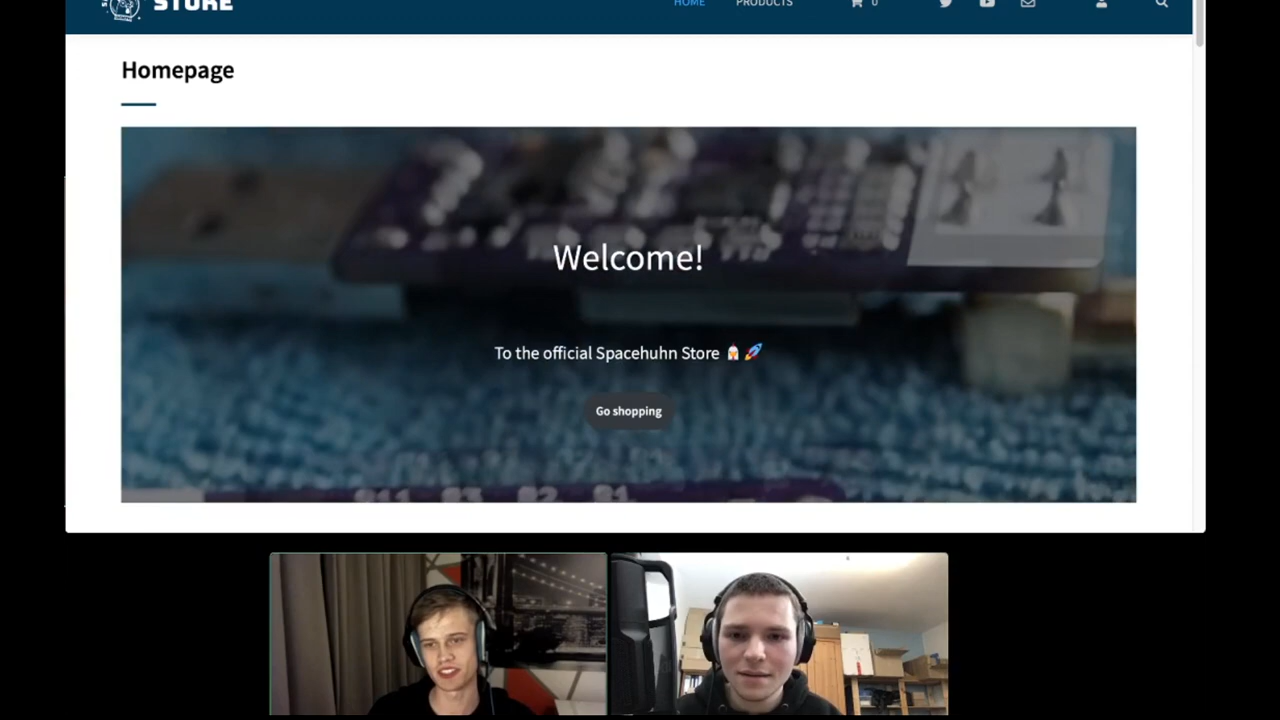 STORE
HOME
PRODUCTS
0
Homepage
Welcome!
To the official Spacehuhn Store
Go shopping